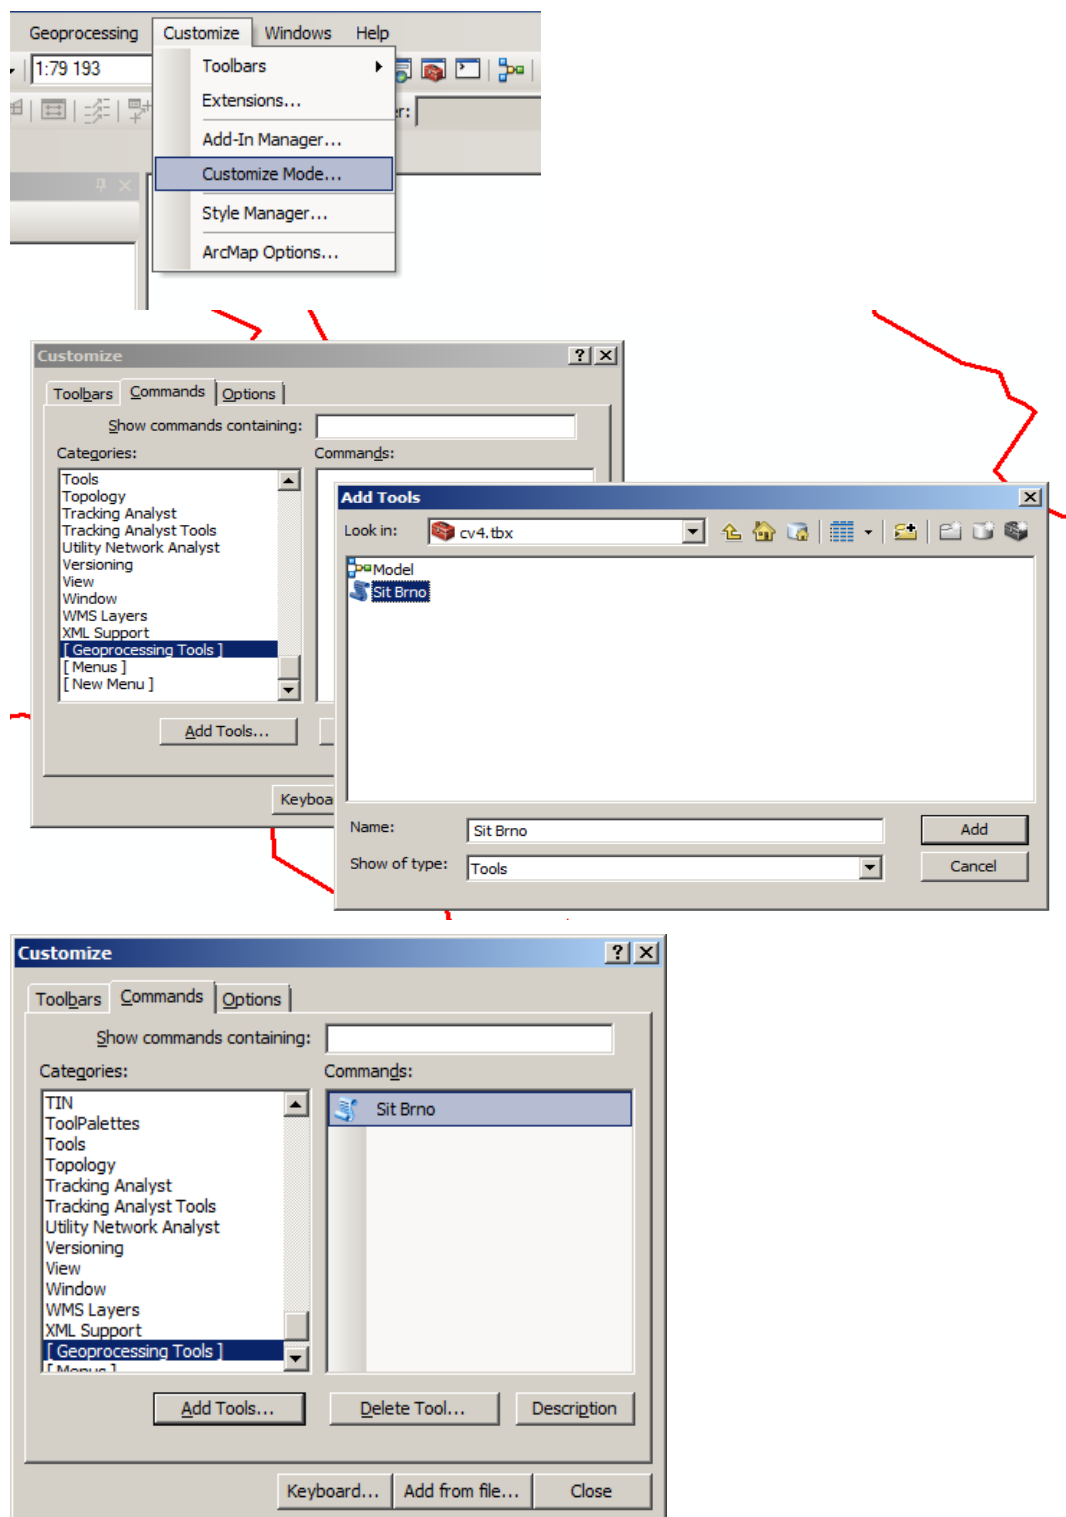 Geoprocessing Customize Windows Help
1:79 193
Toolbars
Extensions...
r:
Add-In Manager...
Customize Mode...
Style Manager...
ArcMap Options...
Customize
Toolbars Commands Options
Show commands containing:
Categories: Commands:
Tools
Topology
Tracking Analyst
Tracking Analyst Tools
Utility Network Analyst
Versioning
View
Window
WMS Layers
XML Support
[ Geoprocessing Tools ]
[ Menus ]
[ New Menu ]
Add Tools...
Keyboa
Add Tools
Look in: cv4.tbx
Model
Sit Brno
Name: Sit Brno Add
Show of type: Tools Cancel
Customize
Toolbars Commands Options
Show commands containing:
Categories: Commands:
TIN
ToolPalettes
Tools
Topology
Tracking Analyst
Tracking Analyst Tools
Utility Network Analyst
Versioning
View
Window
WMS Layers
XML Support
[ Geoprocessing Tools ]
[ Menus ]
Sit Brno
Add Tools... Delete Tool... Description
Keyboard... Add from file... Close